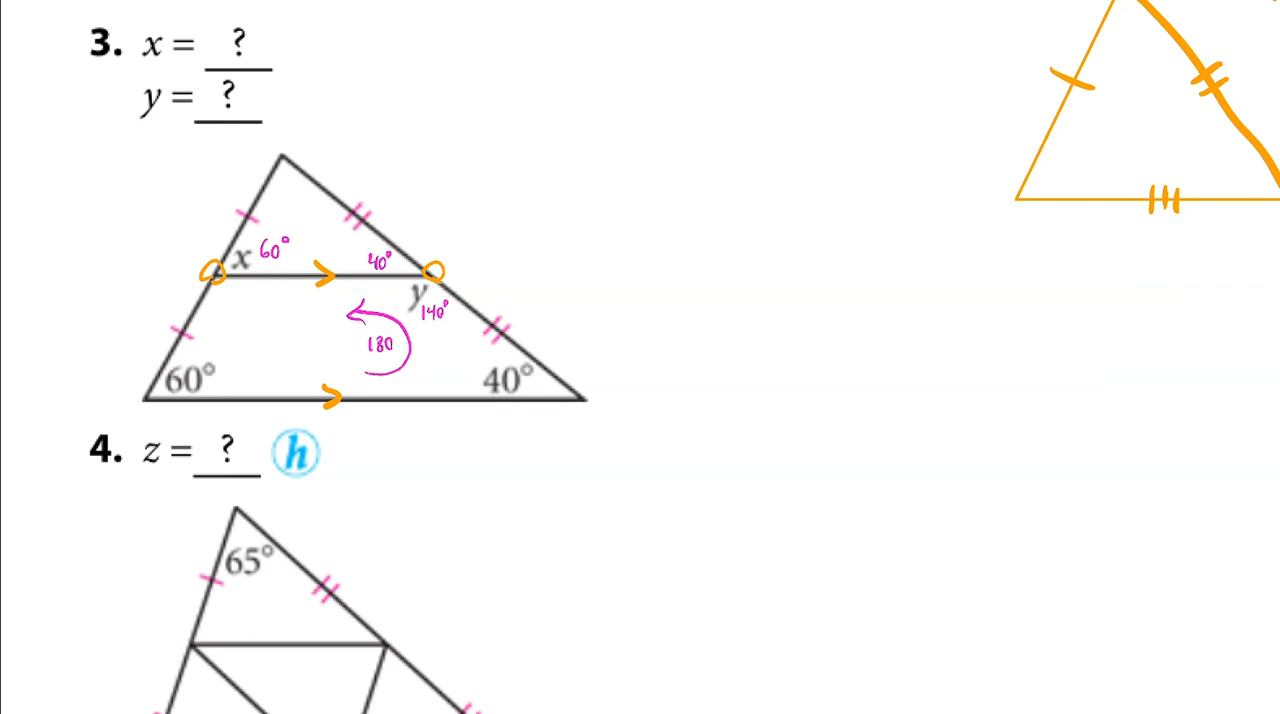 3. x = ?
y = ?
x 60°
40°
y
140°
180
60°
40°
4. z = ? h
65°